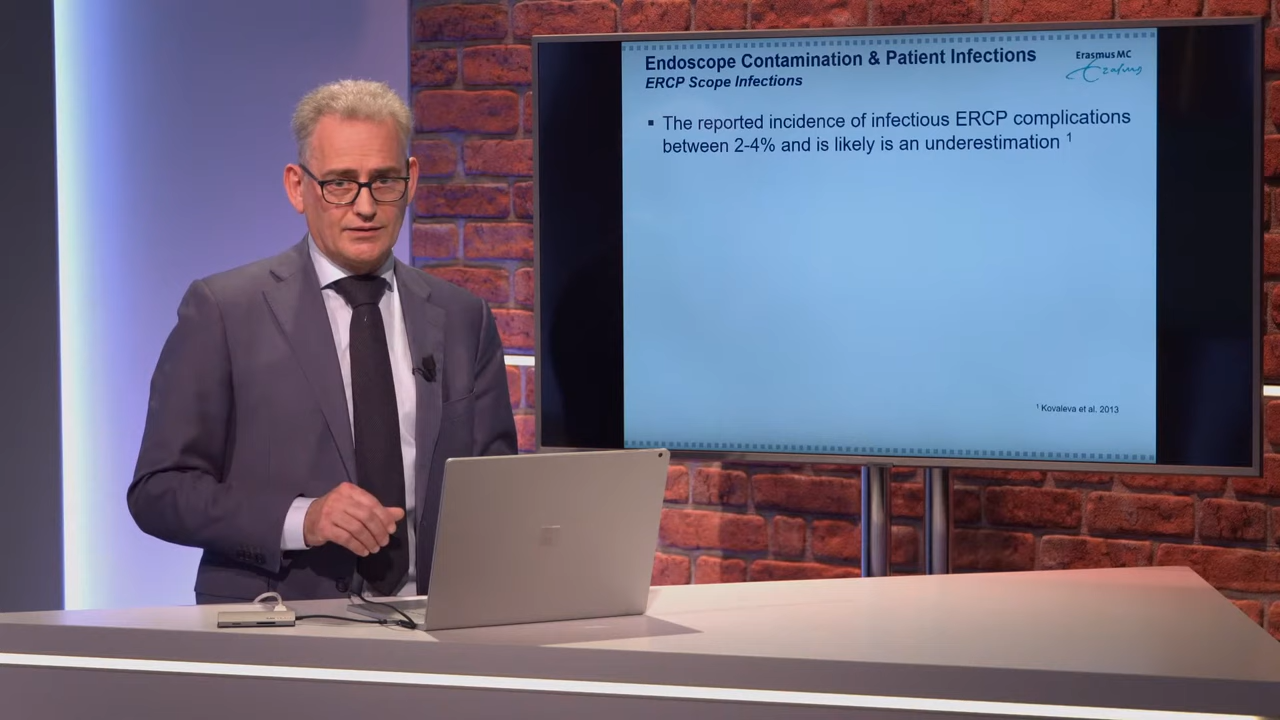 Endoscope Contamination & Patient Infections
ERCP Scope Infections
Erasmus MC
Erasmus
▪ The reported incidence of infectious ERCP complications
between 2-4% and is likely is an underestimation ¹
¹ Kovaleva et al. 2013